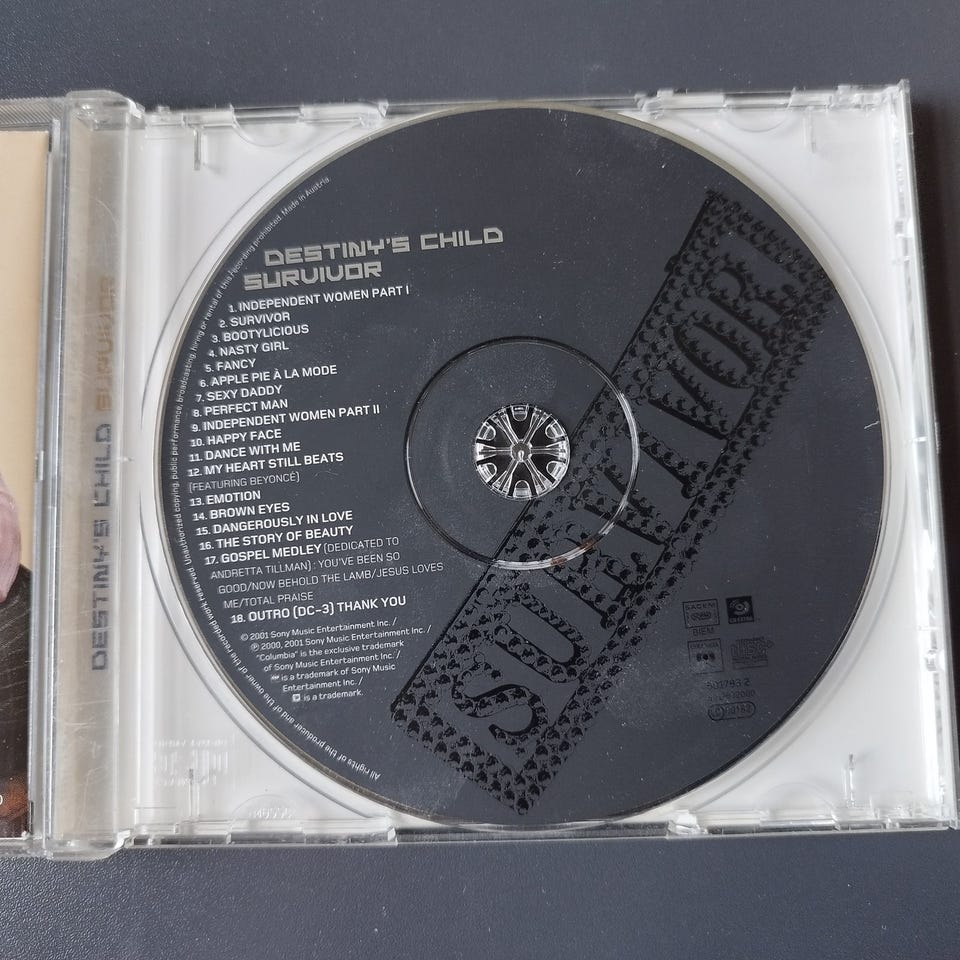 DESTINY'S CHILD SURVIVOR
DESTINY'S CHILD
SURVIVOR
1. INDEPENDENT WOMEN PART I
2. SURVIVOR
3. BOOTYLICIOUS
4. NASTY GIRL
5. FANCY
6. APPLE PIE À LA MODE
7. SEXY DADDY
8. PERFECT MAN
9. INDEPENDENT WOMEN PART II
10. HAPPY FACE
11. DANCE WITH ME
12. MY HEART STILL BEATS
(FEATURING BEYONCÉ)
13. EMOTION
14. BROWN EYES
15. DANGEROUSLY IN LOVE
16. THE STORY OF BEAUTY
17. GOSPEL MEDLEY (DEDICATED TO
ANDRETTA TILLMAN) : YOU'VE BEEN SO
GOOD/NOW BEHOLD THE LAMB/JESUS LOVES
ME/TOTAL PRAISE
18. OUTRO (DC-3) THANK YOU
© 2001 Sony Music Entertainment Inc. /
℗ 2000, 2001 Sony Music Entertainment Inc. /
"Columbia" is the exclusive trademark
of Sony Music Entertainment Inc. /
is a trademark of Sony Music
Entertainment Inc. /
is a trademark.
All rights of the producer and of the owner of the recorded work reserved. Unauthorized copying, public performance, broadcasting, hiring or rental of this recording prohibited. Made in Austria.
SURVIVOR
SACEM
BIEM
501783 2